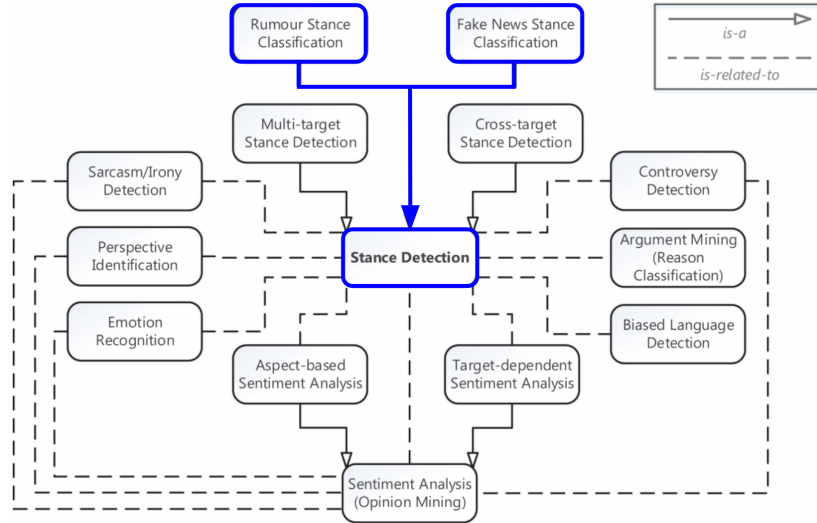 Rumour Stance
Classification
Fake News Stance
Classification
is-a
is-related-to
Multi-target
Stance Detection
Cross-target
Stance Detection
Sarcasm/Irony
Detection
Controversy
Detection
Perspective
Identification
Stance Detection
Argument Mining
(Reason
Classification)
Emotion
Recognition
Biased Language
Detection
Aspect-based
Sentiment Analysis
Target-dependent
Sentiment Analysis
Sentiment Analysis
(Opinion Mining)